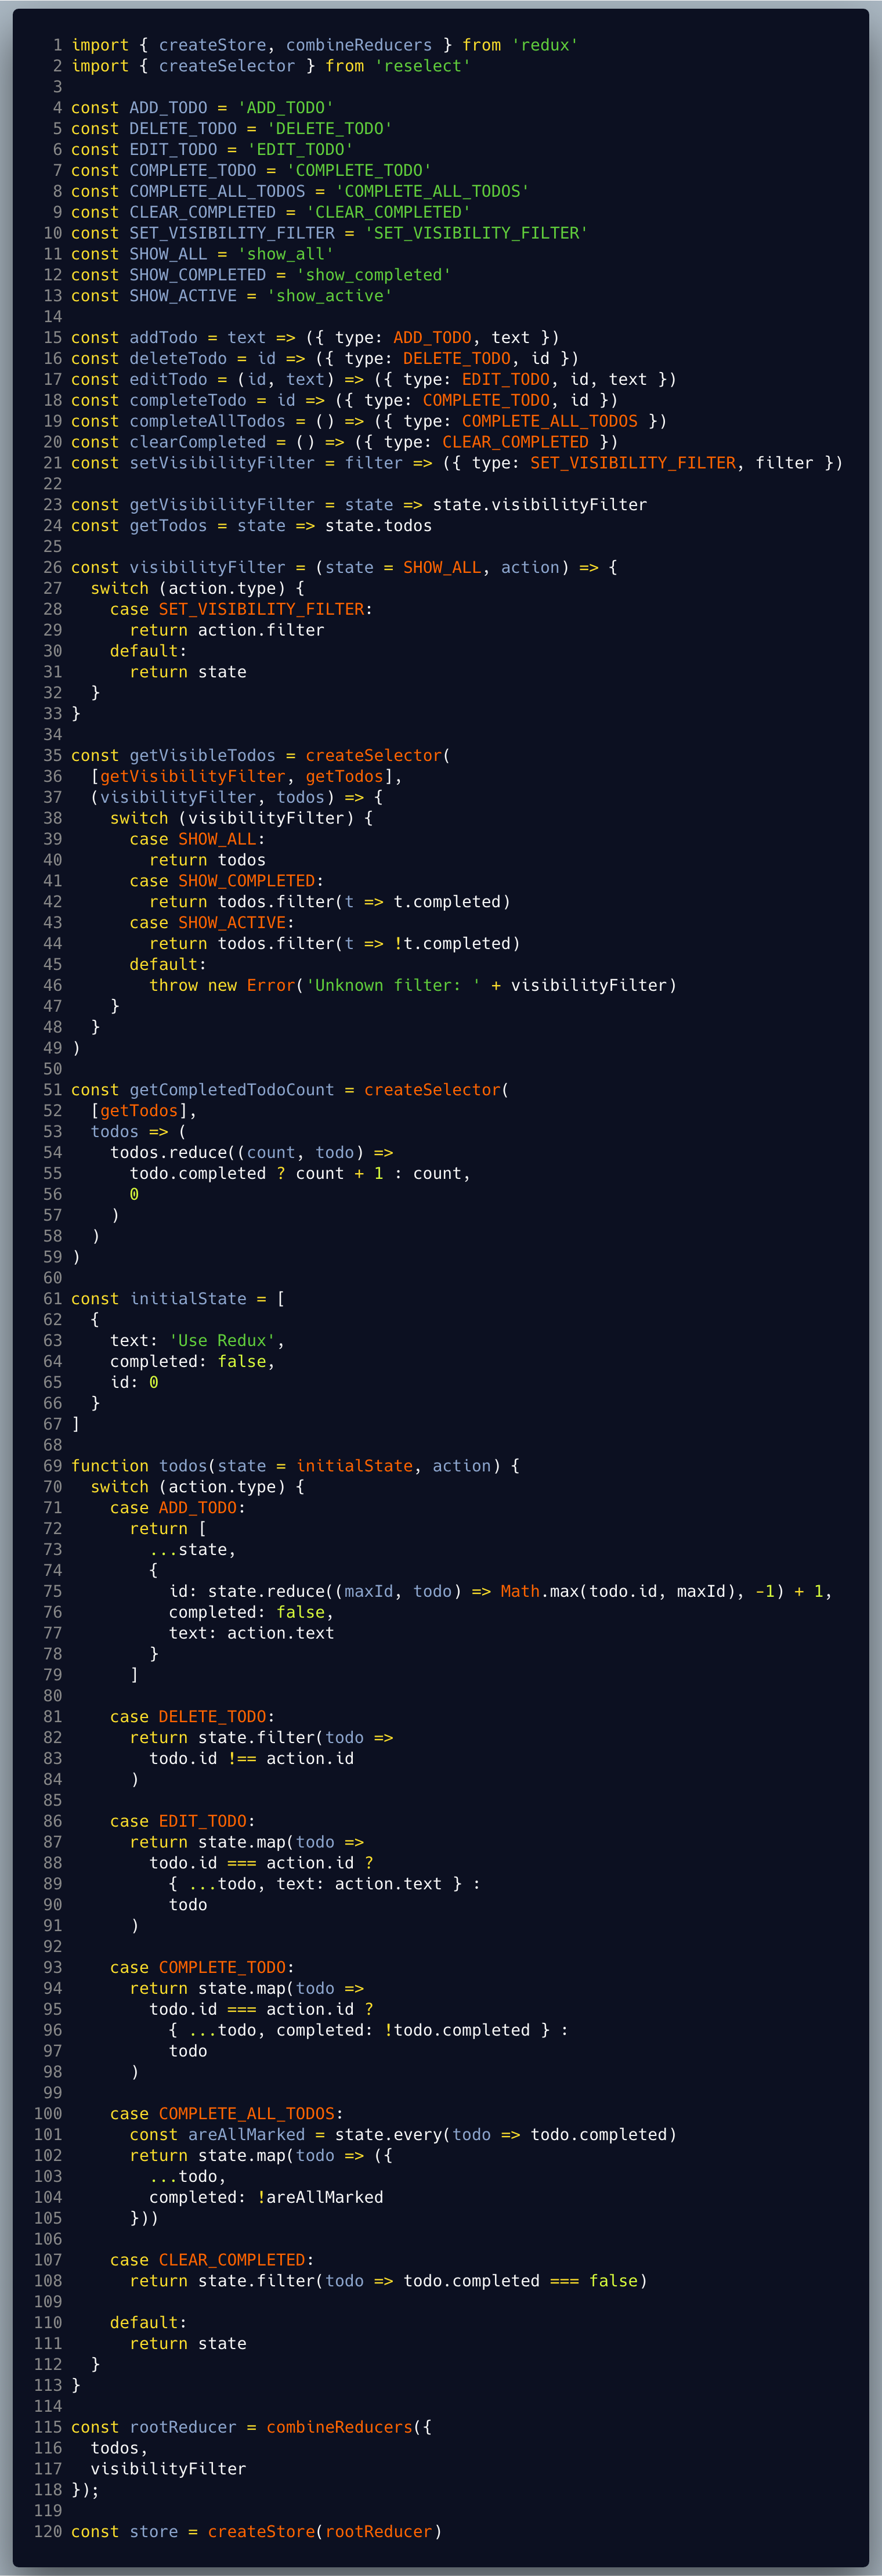 1 import { createStore, combineReducers } from 'redux'
2 import { createSelector } from 'reselect'
3
4 const ADD_TODO = 'ADD_TODO'
5 const DELETE_TODO = 'DELETE_TODO'
6 const EDIT_TODO = 'EDIT_TODO'
7 const COMPLETE_TODO = 'COMPLETE_TODO'
8 const COMPLETE_ALL_TODOS = 'COMPLETE_ALL_TODOS'
9 const CLEAR_COMPLETED = 'CLEAR_COMPLETED'
10 const SET_VISIBILITY_FILTER = 'SET_VISIBILITY_FILTER'
11 const SHOW_ALL = 'show_all'
12 const SHOW_COMPLETED = 'show_completed'
13 const SHOW_ACTIVE = 'show_active'
14
15 const addTodo = text => ({ type: ADD_TODO, text })
16 const deleteTodo = id => ({ type: DELETE_TODO, id })
17 const editTodo = (id, text) => ({ type: EDIT_TODO, id, text })
18 const completeTodo = id => ({ type: COMPLETE_TODO, id })
19 const completeAllTodos = () => ({ type: COMPLETE_ALL_TODOS })
20 const clearCompleted = () => ({ type: CLEAR_COMPLETED })
21 const setVisibilityFilter = filter => ({ type: SET_VISIBILITY_FILTER, filter })
22
23 const getVisibilityFilter = state => state.visibilityFilter
24 const getTodos = state => state.todos
25
26 const visibilityFilter = (state = SHOW_ALL, action) => {
27   switch (action.type) {
28     case SET_VISIBILITY_FILTER:
29       return action.filter
30     default:
31       return state
32   }
33 }
34
35 const getVisibleTodos = createSelector(
36   [getVisibilityFilter, getTodos],
37   (visibilityFilter, todos) => {
38     switch (visibilityFilter) {
39       case SHOW_ALL:
40         return todos
41       case SHOW_COMPLETED:
42         return todos.filter(t => t.completed)
43       case SHOW_ACTIVE:
44         return todos.filter(t => !t.completed)
45       default:
46         throw new Error('Unknown filter: ' + visibilityFilter)
47     }
48   }
49 )
50
51 const getCompletedTodoCount = createSelector(
52   [getTodos],
53   todos => (
54     todos.reduce((count, todo) =>
55       todo.completed ? count + 1 : count,
56       0
57     )
58   )
59 )
60
61 const initialState = [
62   {
63     text: 'Use Redux',
64     completed: false,
65     id: 0
66   }
67 ]
68
69 function todos(state = initialState, action) {
70   switch (action.type) {
71     case ADD_TODO:
72       return [
73         ...state,
74         {
75           id: state.reduce((maxId, todo) => Math.max(todo.id, maxId), -1) + 1,
76           completed: false,
77           text: action.text
78         }
79       ]
80
81     case DELETE_TODO:
82       return state.filter(todo =>
83         todo.id !== action.id
84       )
85
86     case EDIT_TODO:
87       return state.map(todo =>
88         todo.id === action.id ?
89           { ...todo, text: action.text } :
90           todo
91       )
92
93     case COMPLETE_TODO:
94       return state.map(todo =>
95         todo.id === action.id ?
96           { ...todo, completed: !todo.completed } :
97           todo
98       )
99
100     case COMPLETE_ALL_TODOS:
101       const areAllMarked = state.every(todo => todo.completed)
102       return state.map(todo => ({
103         ...todo,
104         completed: !areAllMarked
105       }))
106
107     case CLEAR_COMPLETED:
108       return state.filter(todo => todo.completed === false)
109
110     default:
111       return state
112   }
113 }
114
115 const rootReducer = combineReducers({
116   todos,
117   visibilityFilter
118 });
119
120 const store = createStore(rootReducer)